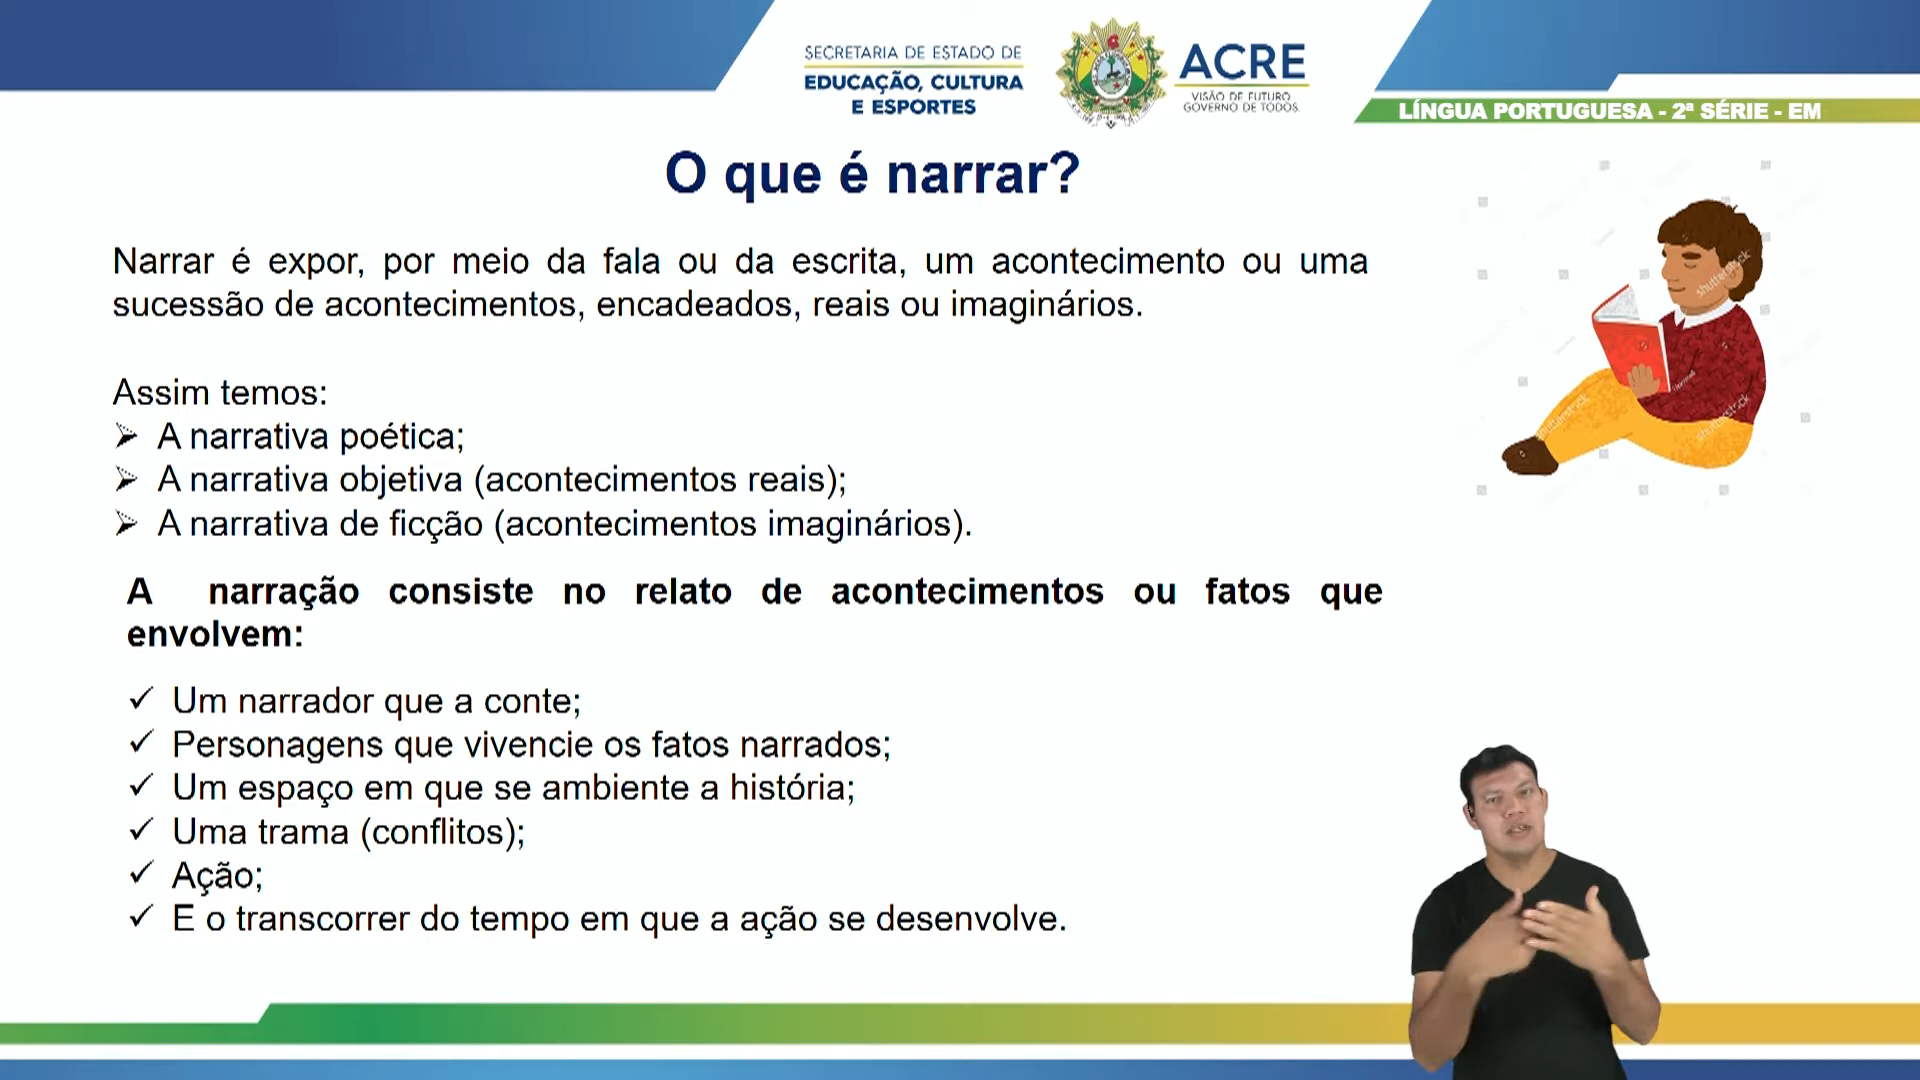 SECRETARIA DE ESTADO DE
EDUCAÇÃO, CULTURA
E ESPORTES
ACRE
VISÃO DE FUTURO
GOVERNO DE TODOS.
LÍNGUA PORTUGUESA - 2ª SÉRIE - EM
O que é narrar?
Narrar é expor, por meio da fala ou da escrita, um acontecimento ou uma
sucessão de acontecimentos, encadeados, reais ou imaginários.
Assim temos:
➢ A narrativa poética;
➢ A narrativa objetiva (acontecimentos reais);
➢ A narrativa de ficção (acontecimentos imaginários).
A narração consiste no relato de acontecimentos ou fatos que
envolvem:
✓ Um narrador que a conte;
✓ Personagens que vivencie os fatos narrados;
✓ Um espaço em que se ambiente a história;
✓ Uma trama (conflitos);
✓ Ação;
✓ E o transcorrer do tempo em que a ação se desenvolve.
shutterstock
shutterstock
shutterstock